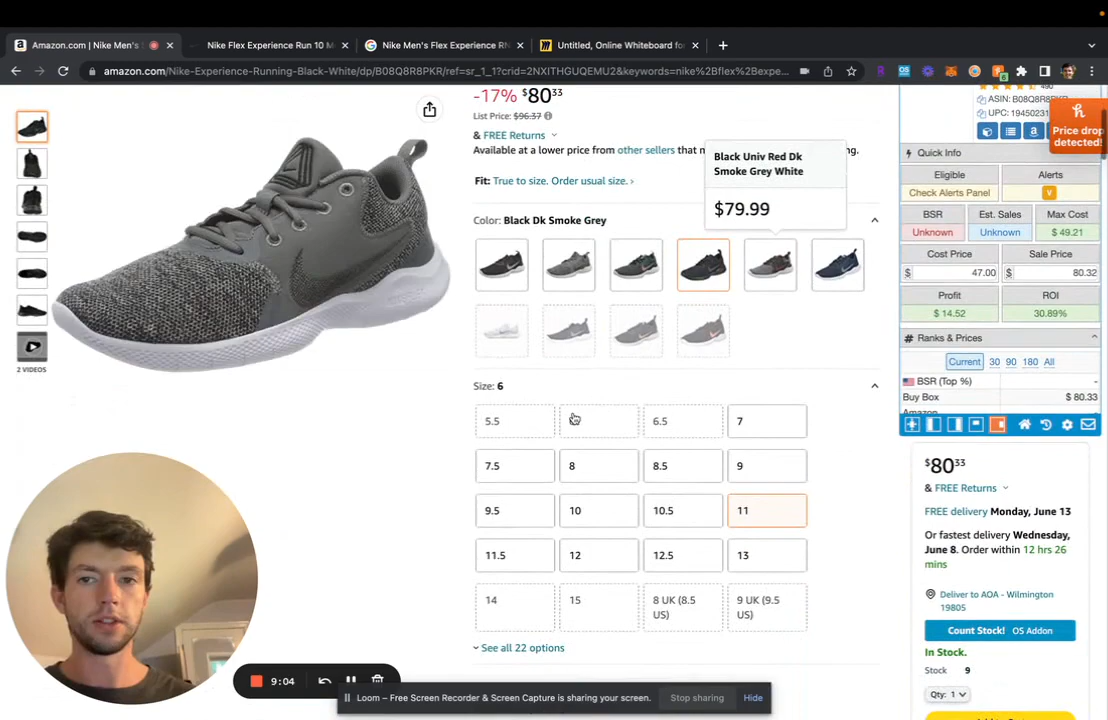 Amazon.com | Nike Men's
Nike Flex Experience Run 10 M
Nike Men's Flex Experience RN
Untitled, Online Whiteboard for
amazon.com/Nike-Experience-Running-Black-White/dp/B08Q8R8PKR/ref=sr_1_1?crid=2NXITHGUQEMU2&keywords=nike%2Bflex%2Bexpe...
-17% $80 33
List Price: $96.37
& FREE Returns
Available at a lower price from other sellers that
Fit: True to size. Order usual size. ›
Color: Black Dk Smoke Grey
Black Univ Red Dk
Smoke Grey White
$79.99
2 VIDEOS
Size: 6
5.5
6.5
7
7.5
8
8.5
9
9.5
10
10.5
11
11.5
12
12.5
13
14
15
8 UK (8.5
US)
9 UK (9.5
US)
See all 22 options
490
ASIN: B08Q8R8PKR
UPC: 19450231
Price drop
detected!
Quick Info
Eligible
Alerts
Check Alerts Panel
V
BSR
Est. Sales
Max Cost
Unknown
Unknown
$ 49.21
Cost Price
Sale Price
$ 47.00
$ 80.32
Profit
ROI
$ 14.52
30.89%
Ranks & Prices
Current 30 90 180 All
BSR (Top %) -
Buy Box $ 80.33
Amazon
$80 33
& FREE Returns
FREE delivery Monday, June 13
Or fastest delivery Wednesday,
June 8. Order within 12 hrs 26
mins
Deliver to AOA - Wilmington
19805
Count Stock! OS Addon
In Stock.
Stock 9
Qty: 1
9:04
Loom – Free Screen Recorder & Screen Capture is sharing your screen.
Stop sharing
Hide